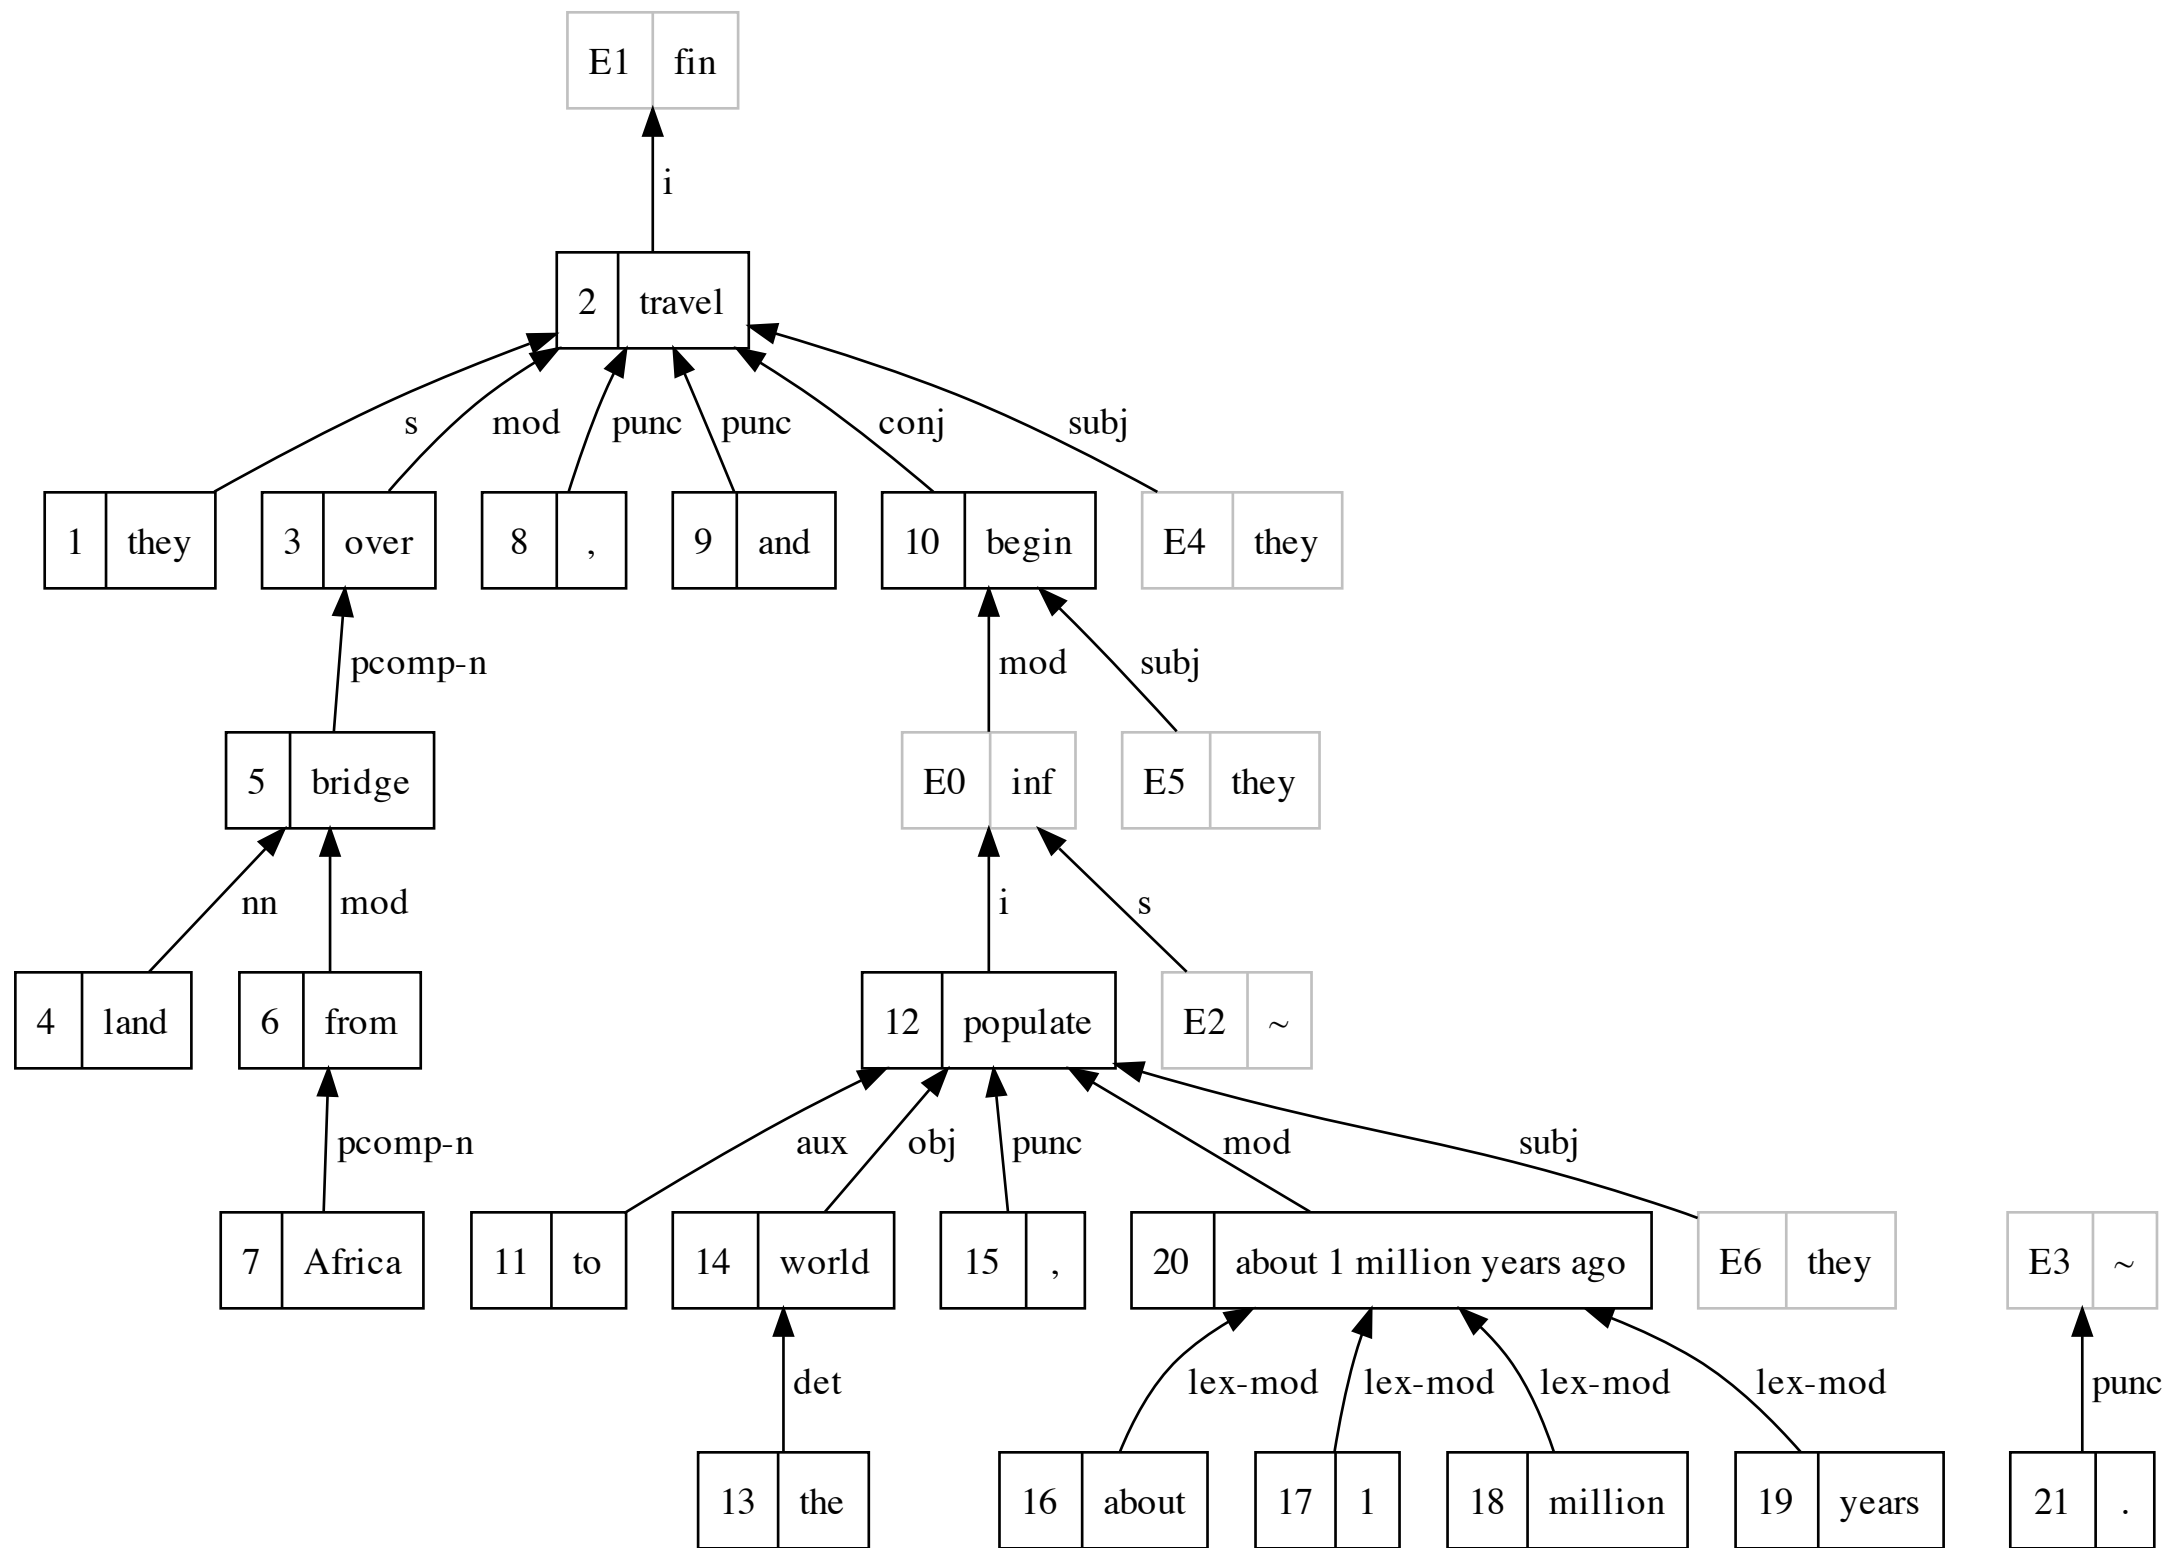 E1 fin
i
2 travel
s mod punc punc conj subj
1 they 3 over 8 , 9 and 10 begin E4 they
pcomp-n mod subj
5 bridge E0 inf E5 they
nn mod i s
4 land 6 from 12 populate E2 ~
pcomp-n aux obj punc mod subj
7 Africa 11 to 14 world 15 , 20 about 1 million years ago E6 they E3 ~
det lex-mod lex-mod lex-mod lex-mod punc
13 the 16 about 17 1 18 million 19 years 21 .